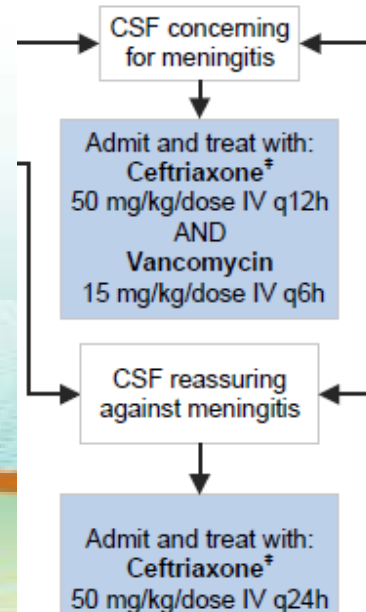 CSF concerning
for meningitis
Admit and treat with:
Ceftriaxone‡
50 mg/kg/dose IV q12h
AND
Vancomycin
15 mg/kg/dose IV q6h
CSF reassuring
against meningitis
Admit and treat with:
Ceftriaxone‡
50 mg/kg/dose IV q24h